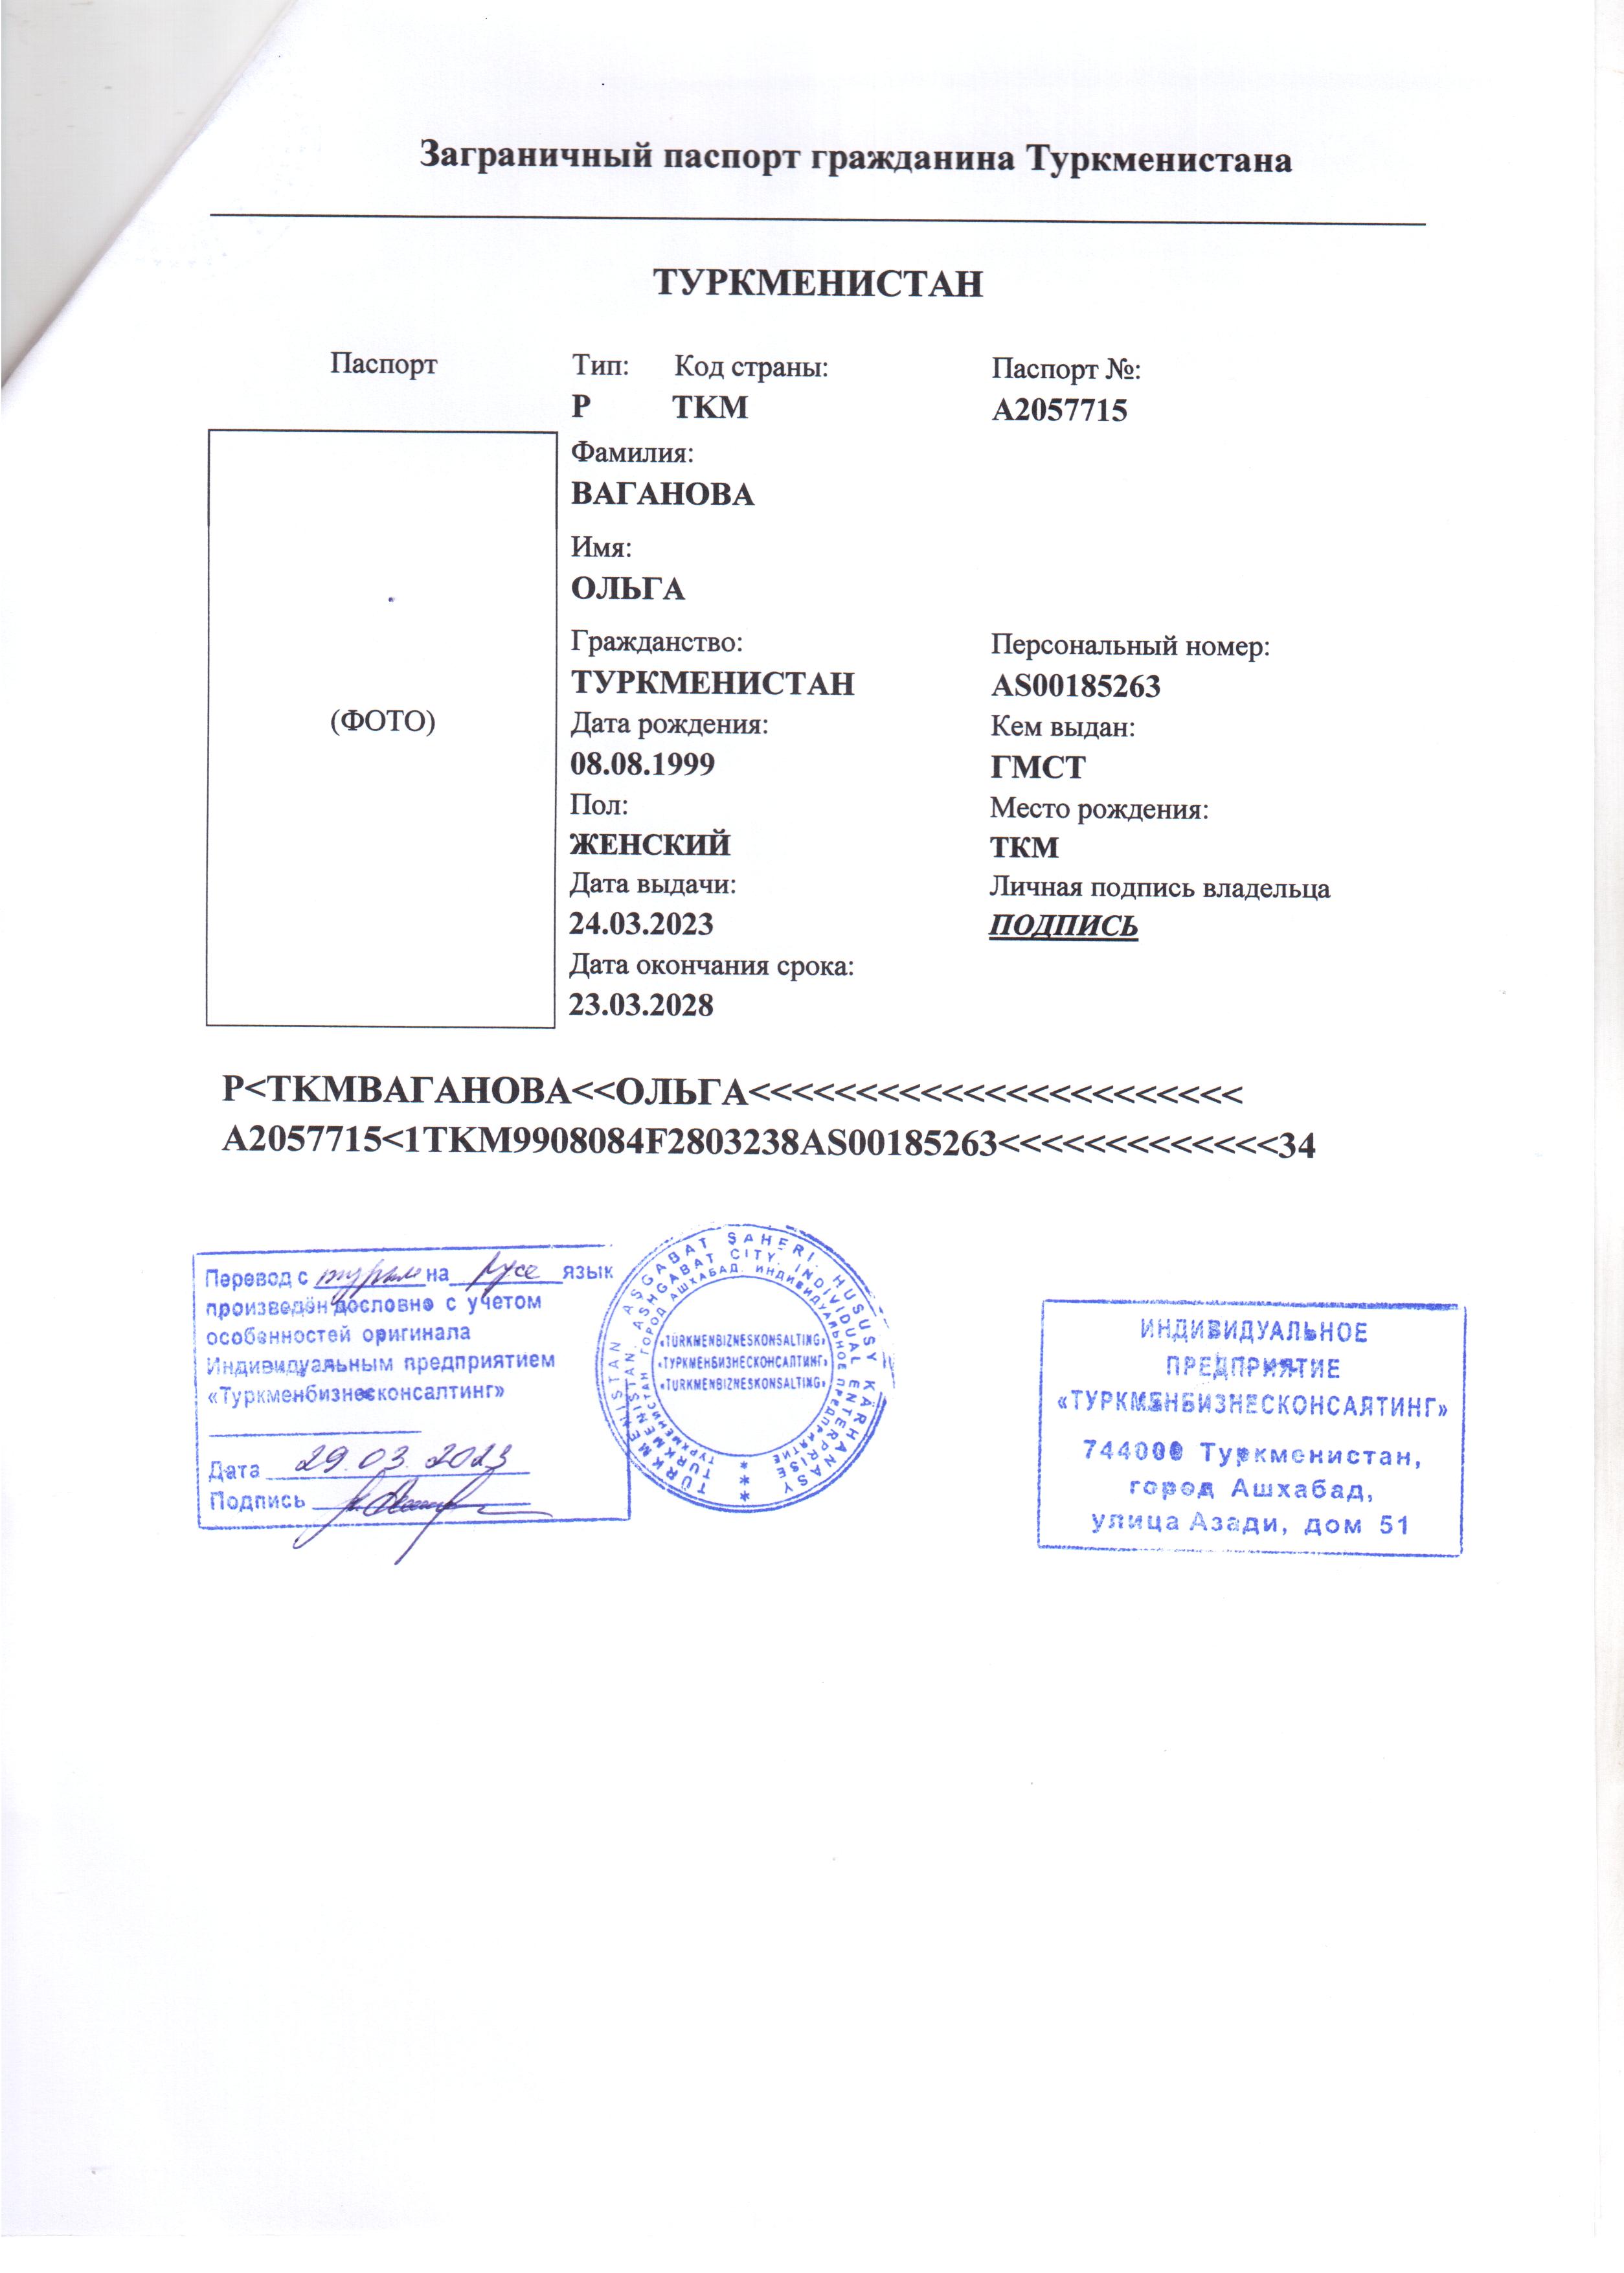 Заграничный паспорт гражданина Туркменистана
ТУРКМЕНИСТАН
Паспорт Тип: Код страны: Паспорт №:
P TKM A2057715
Фамилия:
ВАГАНОВА
Имя:
ОЛЬГА
Гражданство: Персональный номер:
ТУРКМЕНИСТАН AS00185263
(ФОТО)
Дата рождения: Кем выдан:
08.08.1999 ГМСТ
Пол: Место рождения:
ЖЕНСКИЙ ТКМ
Дата выдачи: Личная подпись владельца
24.03.2023 ПОДПИСЬ
Дата окончания срока:
23.03.2028
P<TKMВАГАНОВА<<ОЛЬГА<<<<<<<<<<<<<<<<<<<<<<<
A2057715<1TKM9908084F2803238AS00185263<<<<<<<<<<<<<34
Перевод с туркм на русс язык
произведён дословно с учетом
особенностей оригинала
Индивидуальным предприятием
«Туркменбизнесконсалтинг»
Дата 29.03.2023
Подпись
TÜRKMENISTAN AŞGABAT ŞÄHERI. HUSUSY KÄRHANASY
TURKMENISTAN. ASHGABAT CITY. INDIVIDUAL ENTERPRISE
ТУРКМЕНИСТАН ГОРОД АШХАБАД. ИНДИВИДУАЛЬНОЕ ПРЕДПРИЯТИЕ
«TÜRKMENBIZNESKONSALTING»
«ТУРКМЕНБИЗНЕСКОНСАЛТИНГ»
«TURKMENBIZNESKONSALTING»
ИНДИВИДУАЛЬНОЕ
ПРЕДПРИЯТИЕ
«ТУРКМЕНБИЗНЕСКОНСАЛТИНГ»
744000 Туркменистан,
город Ашхабад,
улица Азади, дом 51